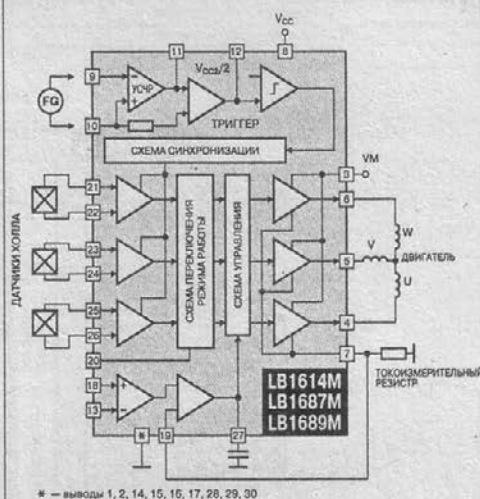 VCC
11
12
8
9
УСЧР
VCC2/2
FG
10
ТРИГГЕР
СХЕМА СИНХРОНИЗАЦИИ
3
VM
ДАТЧИКИ ХОЛЛА
21
22
23
24
25
26
20
18
13
СХЕМА ПЕРЕКЛЮЧЕНИЯ
РЕЖИМА РАБОТЫ
СХЕМА УПРАВЛЕНИЯ
6
W
V
5
ДВИГАТЕЛЬ
U
4
7
ТОКОИЗМЕРИТЕЛЬНЫЙ
РЕЗИСТР
LB1614M
LB1687M
LB1689M
*
19
27
* — выводы 1, 2, 14, 15, 16, 17, 28, 29, 30